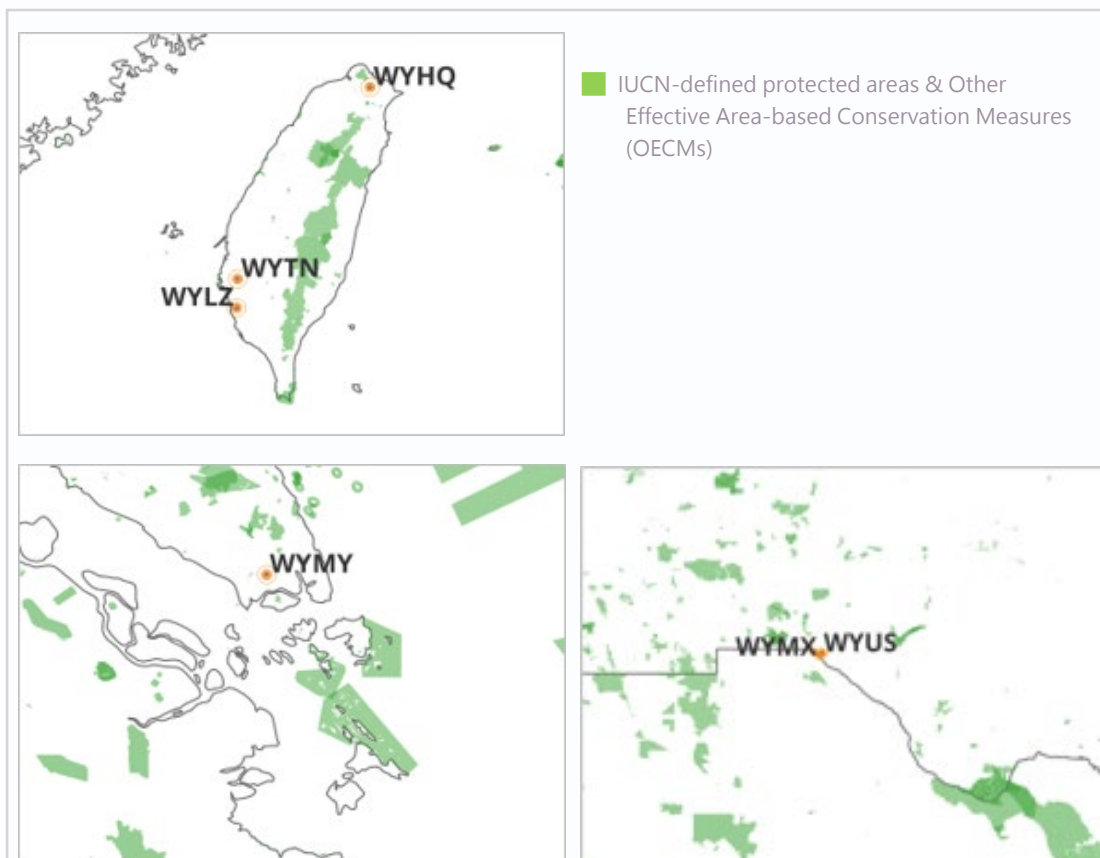 WYHQ
IUCN-defined protected areas & Other
Effective Area-based Conservation Measures
(OECMs)
WYTN
WYLZ
WYMY
WYMX WYUS